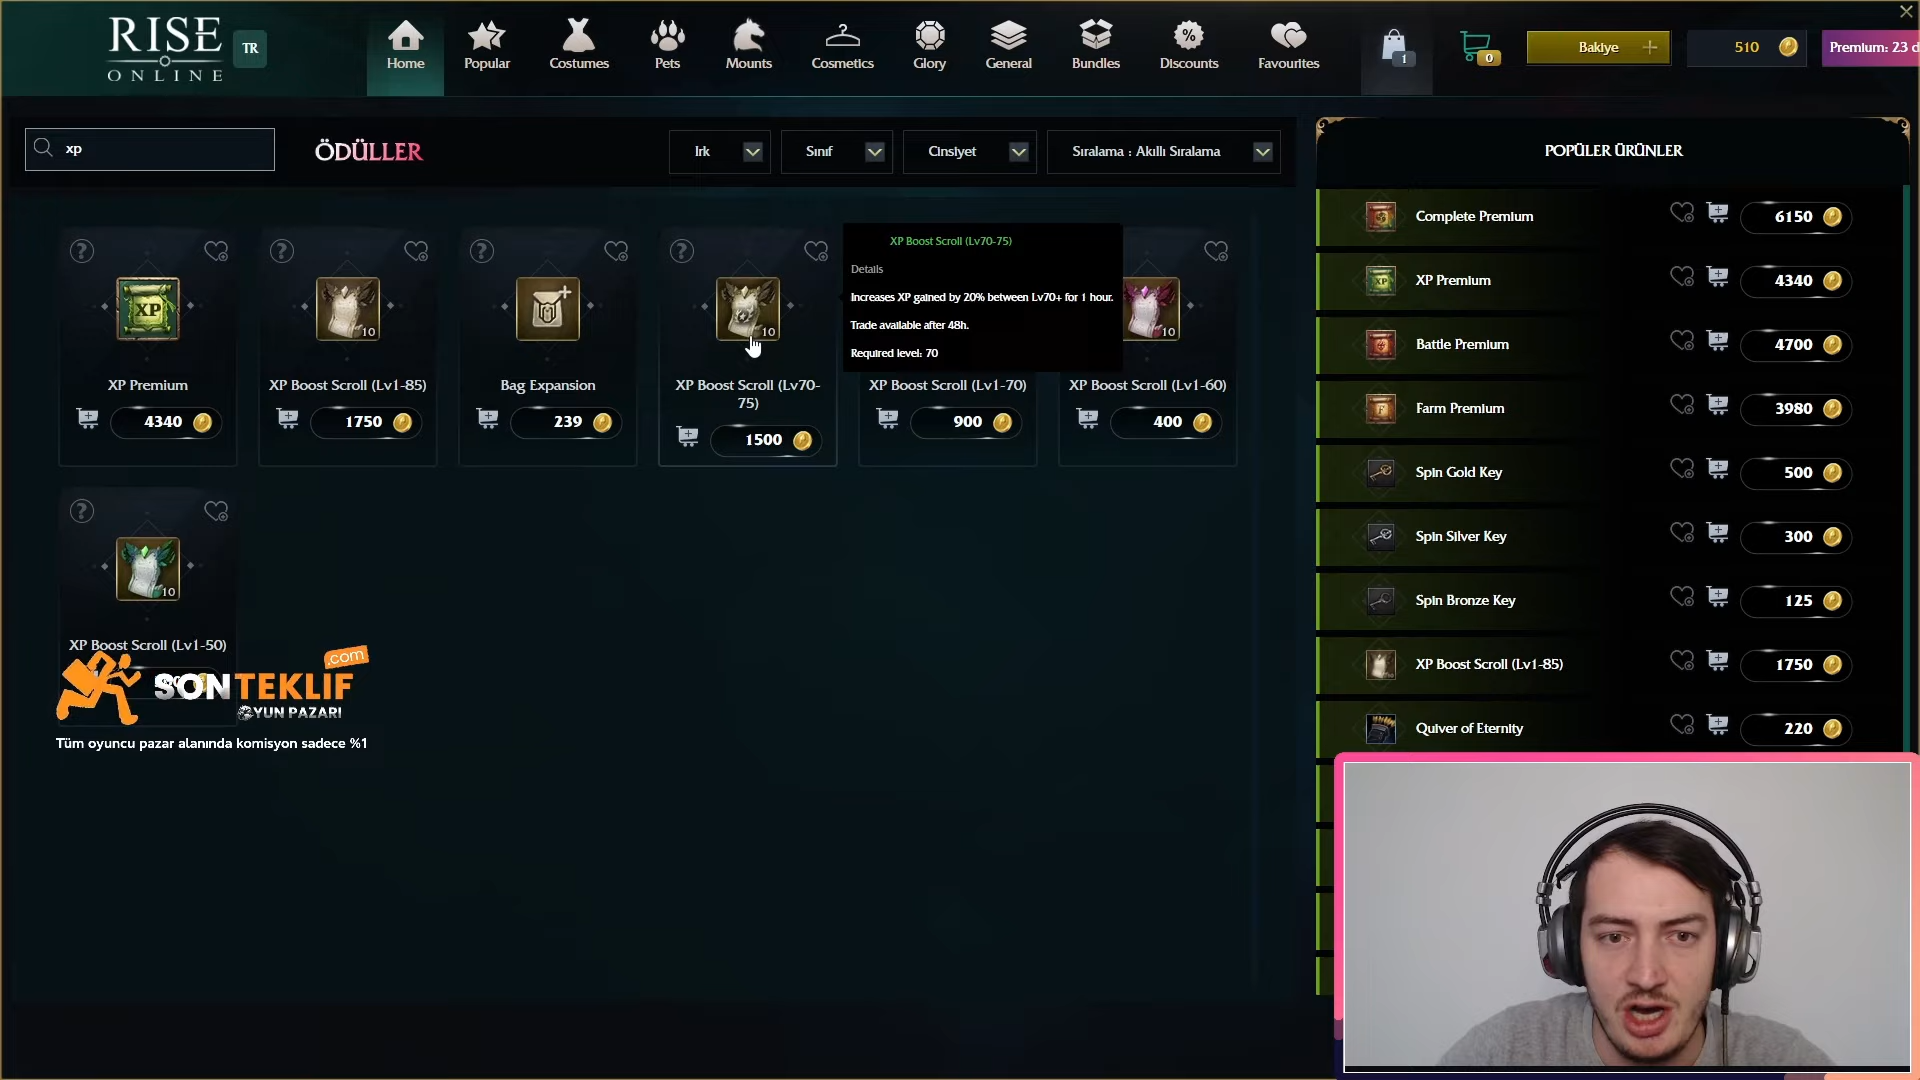 RISE
ONLINE
TR
Home
Popular
Costumes
Pets
Mounts
Cosmetics
Glory
General
Bundles
Discounts
Favourites
1
0
Bakiye
510
Premium: 23 d
xp
ÖDÜLLER
Irk
Sınıf
Cinsiyet
Sıralama : Akıllı Sıralama
XP
XP Premium
4340
10
XP Boost Scroll (Lv1-85)
1750
Bag Expansion
239
10
XP Boost Scroll (Lv70-
75)
1500
XP Boost Scroll (Lv70-75)
Details
Increases XP gained by 20% between Lv70+ for 1 hour.
Trade available after 48h.
Required level: 70
XP Boost Scroll (Lv1-70)
900
10
XP Boost Scroll (Lv1-60)
400
10
XP Boost Scroll (Lv1-50)
SONTEKLIF
.com
OYUN PAZARI
Tüm oyuncu pazar alanında komisyon sadece %1
POPÜLER ÜRÜNLER
Complete Premium
6150
XP Premium
4340
Battle Premium
4700
Farm Premium
3980
Spin Gold Key
500
Spin Silver Key
300
Spin Bronze Key
125
XP Boost Scroll (Lv1-85)
1750
Quiver of Eternity
220